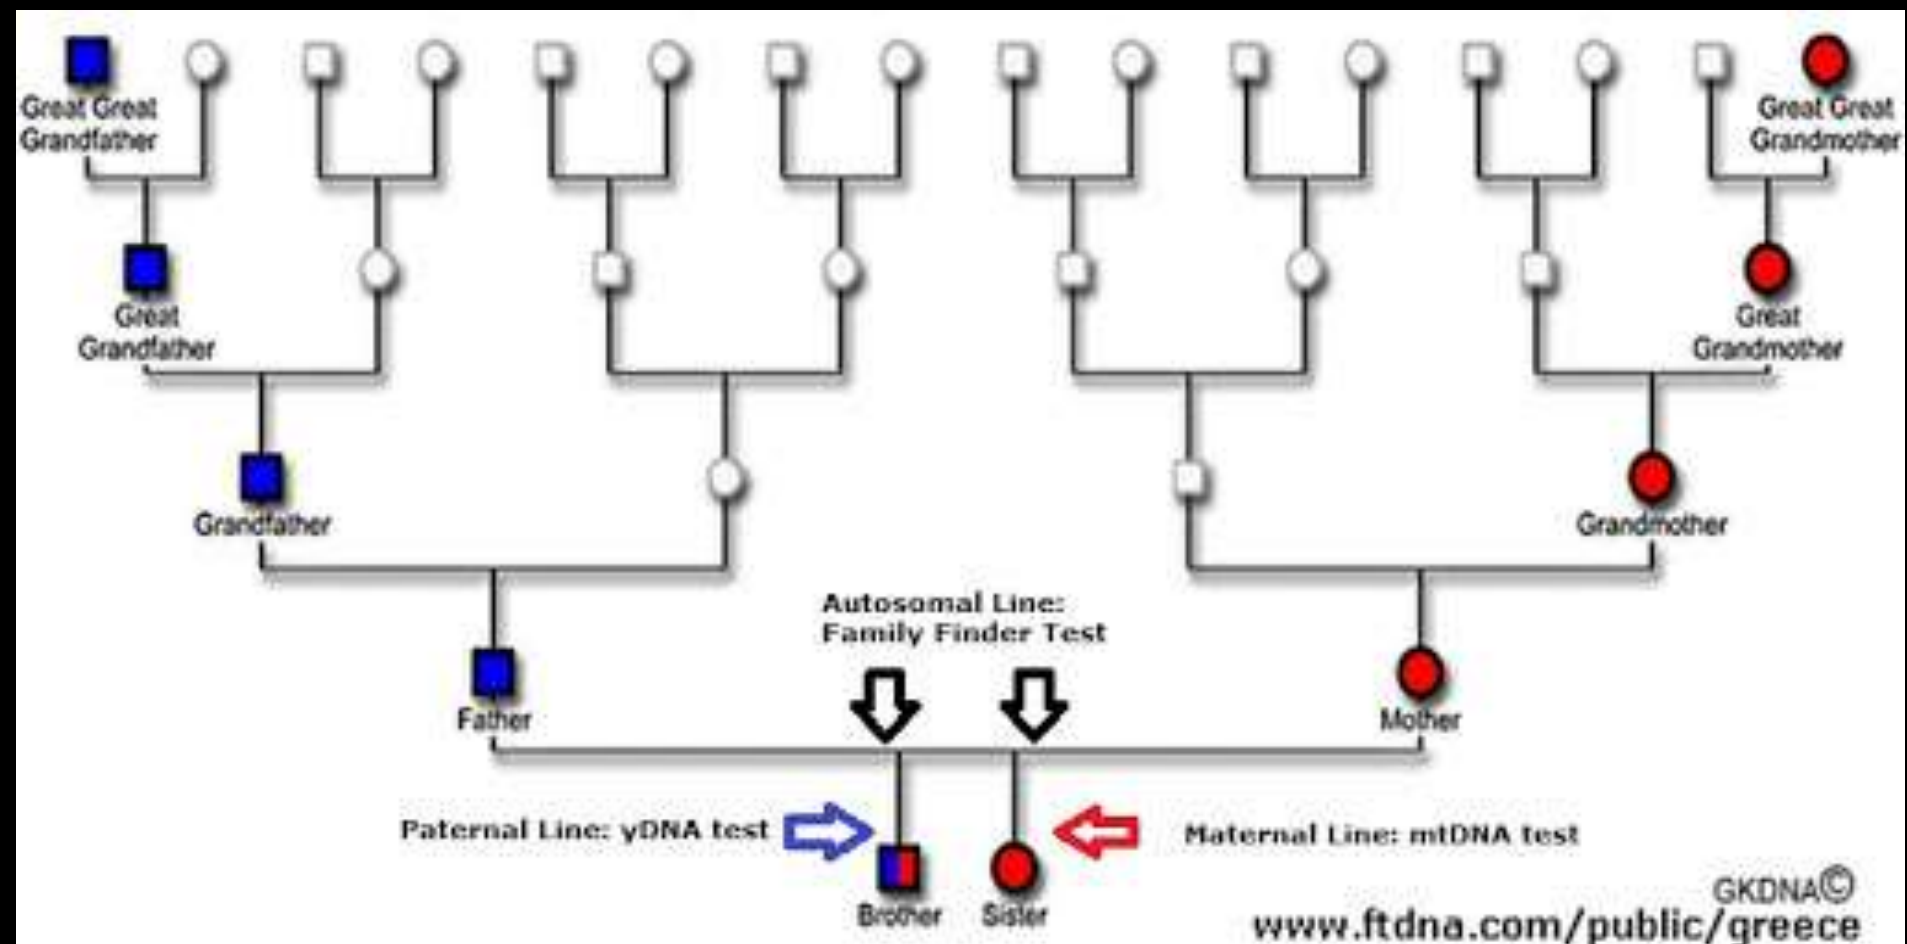 Great Great
Grandfather
Great Great
Grandmother
Great
Grandfather
Great
Grandmother
Grandfather
Grandmother
Autosomal Line:
Family Finder Test
Father
Mother
Paternal Line: yDNA test
Maternal Line: mtDNA test
Brother
Sister
GKDNA©
www.ftdna.com/public/greece